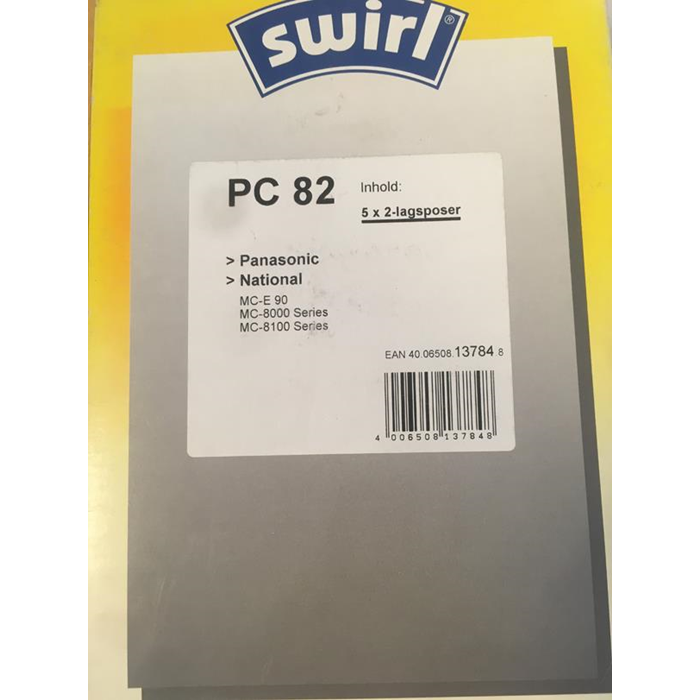 swirl®
PC 82
Inhold:
5 x 2-lagsposer
> Panasonic
> National
MC-E 90
MC-8000 Series
MC-8100 Series
EAN 40.06508.13784 8
4 006508 137848